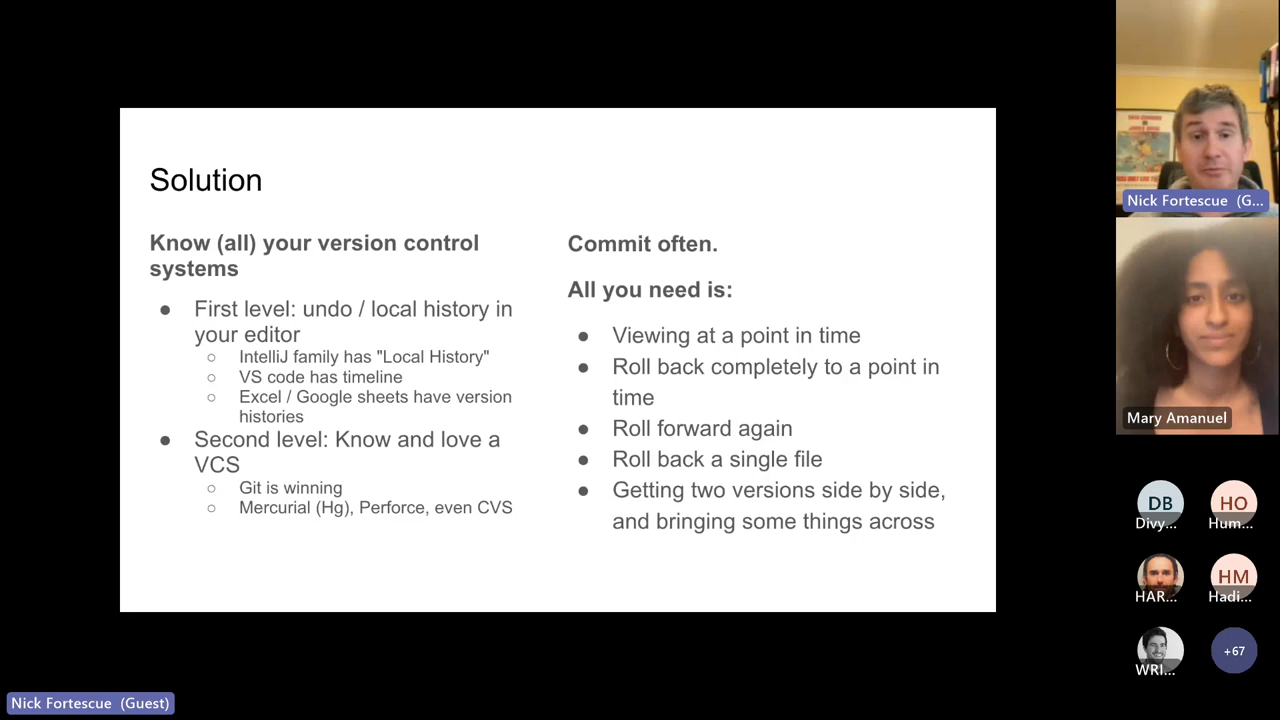 Solution
Know (all) your version control
systems
● First level: undo / local history in
your editor
○ IntelliJ family has "Local History"
○ VS code has timeline
○ Excel / Google sheets have version
histories
● Second level: Know and love a
VCS
○ Git is winning
○ Mercurial (Hg), Perforce, even CVS
Commit often.
All you need is:
● Viewing at a point in time
● Roll back completely to a point in
time
● Roll forward again
● Roll back a single file
● Getting two versions side by side,
and bringing some things across
Nick Fortescue (G...
Mary Amanuel
DB
Divy...
HO
Hum...
HAR...
HM
Hadi...
WRI...
+67
Nick Fortescue (Guest)